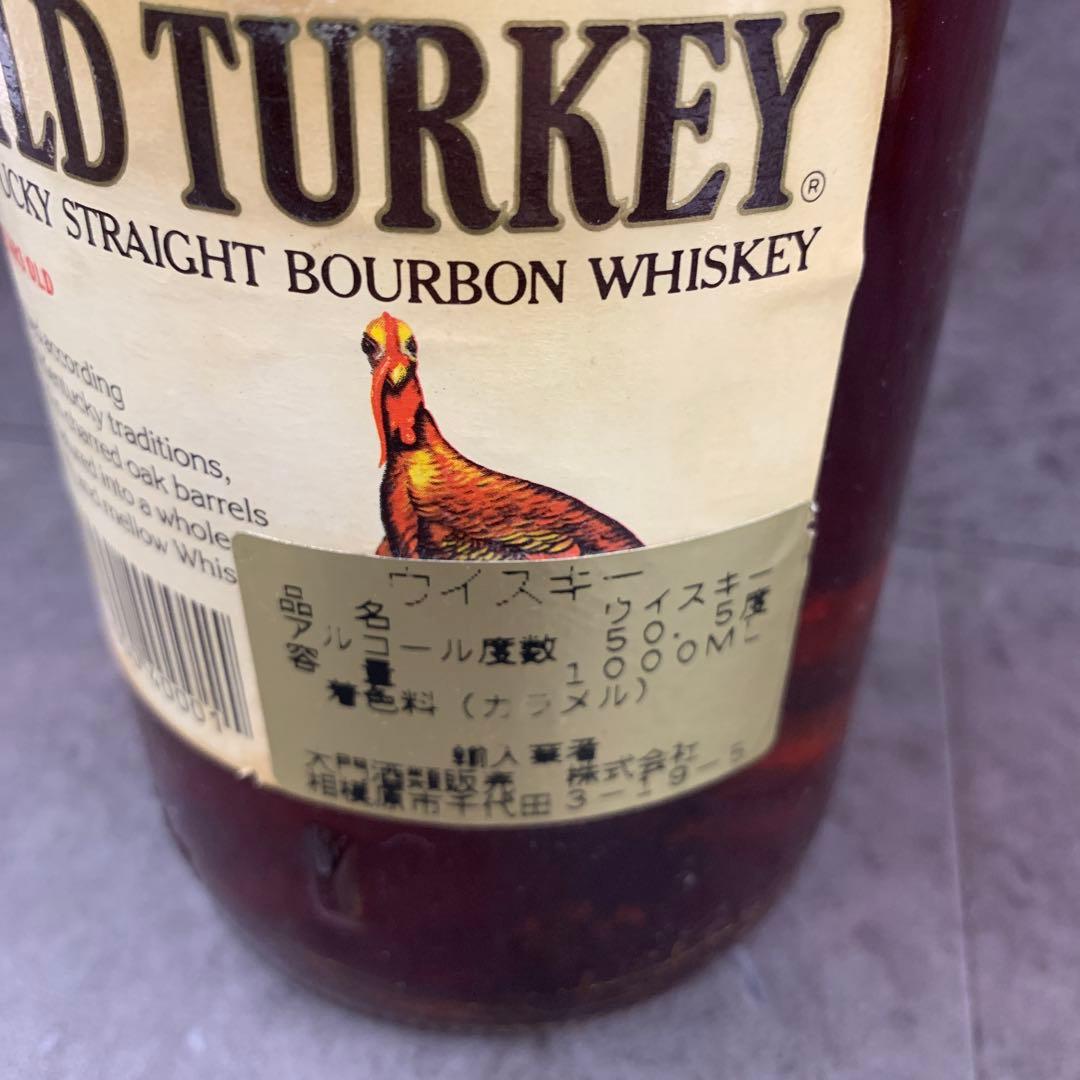 LD TURKEY®
UCKY STRAIGHT BOURBON WHISKEY
OLD
according
Kentucky traditions,
charred oak barrels
into a whole
mellow Whis
0001
ウイスキー
品名 ウイスキー
アルコール度数 50.5度
容量 1000ML
着色料(カラメル)
輸入業者
大門酒類販売 株式会社
相模原市千代田3-19-5